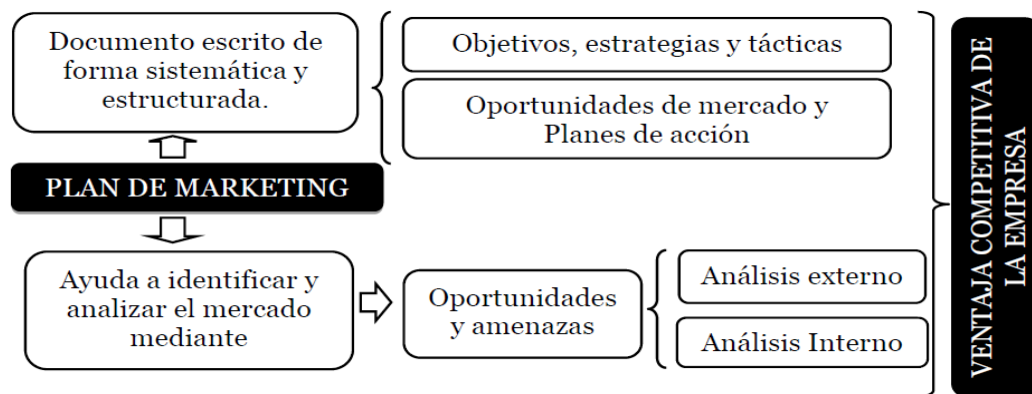 Documento escrito de
forma sistemática y
estructurada.
Objetivos, estrategias y tácticas
Oportunidades de mercado y
Planes de acción
PLAN DE MARKETING
Ayuda a identificar y
analizar el mercado
mediante
Oportunidades
y amenazas
Análisis externo
Análisis Interno
VENTAJA COMPETITIVA DE
LA EMPRESA